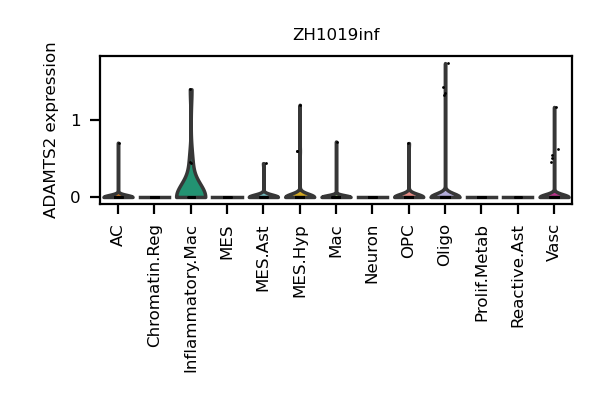 ZH1019inf
ADAMTS2 expression
1
0
AC
Chromatin.Reg
Inflammatory.Mac
MES
MES.Ast
MES.Hyp
Mac
Neuron
OPC
Oligo
Prolif.Metab
Reactive.Ast
Vasc